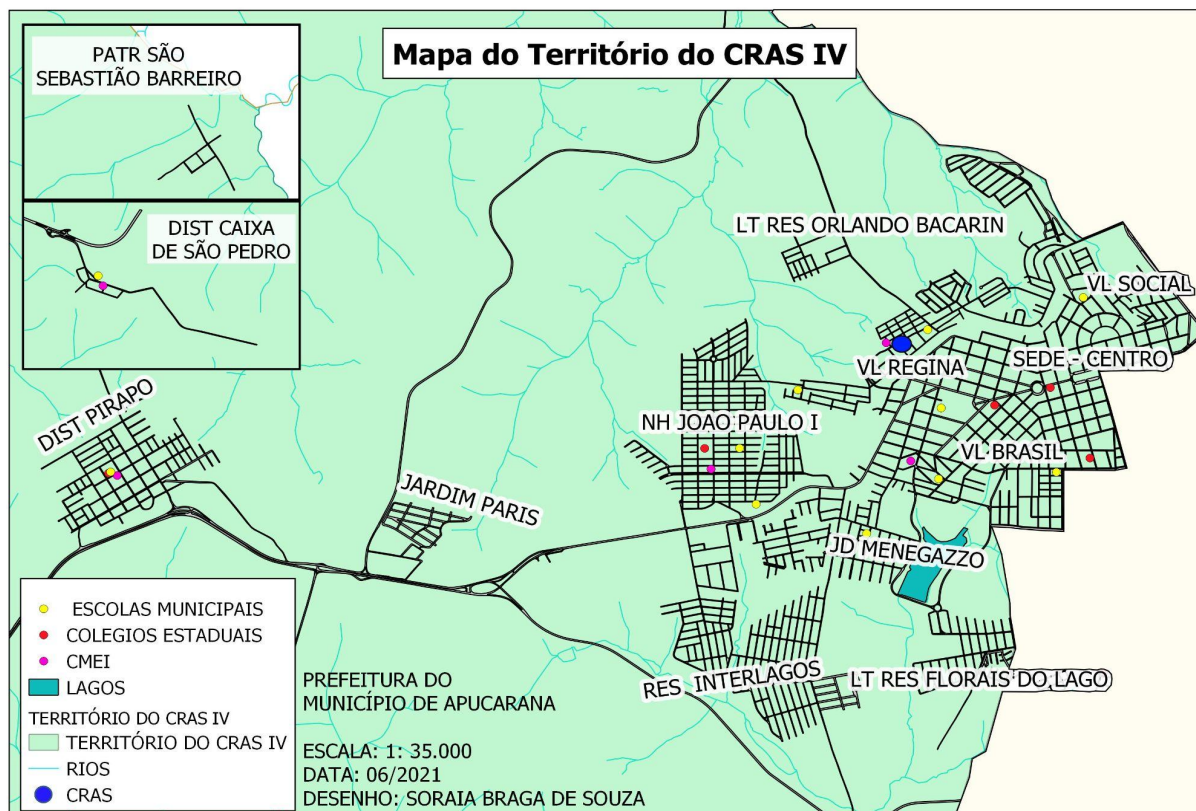 PATR SÃO
SEBASTIÃO BARREIRO
Mapa do Território do CRAS IV
DIST CAIXA
DE SÃO PEDRO
LT RES ORLANDO BACARIN
VL SOCIAL
VL REGINA
SEDE - CENTRO
DIST PIRAPO
NH JOAO PAULO I
VL BRASIL
JARDIM PARIS
JD MENEGAZZO
RES INTERLAGOS
LT RES FLORAIS DO LAGO
ESCOLAS MUNICIPAIS
COLEGIOS ESTADUAIS
CMEI
LAGOS
TERRITÓRIO DO CRAS IV
TERRITÓRIO DO CRAS IV
RIOS
CRAS
PREFEITURA DO
MUNICÍPIO DE APUCARANA
ESCALA: 1: 35.000
DATA: 06/2021
DESENHO: SORAIA BRAGA DE SOUZA